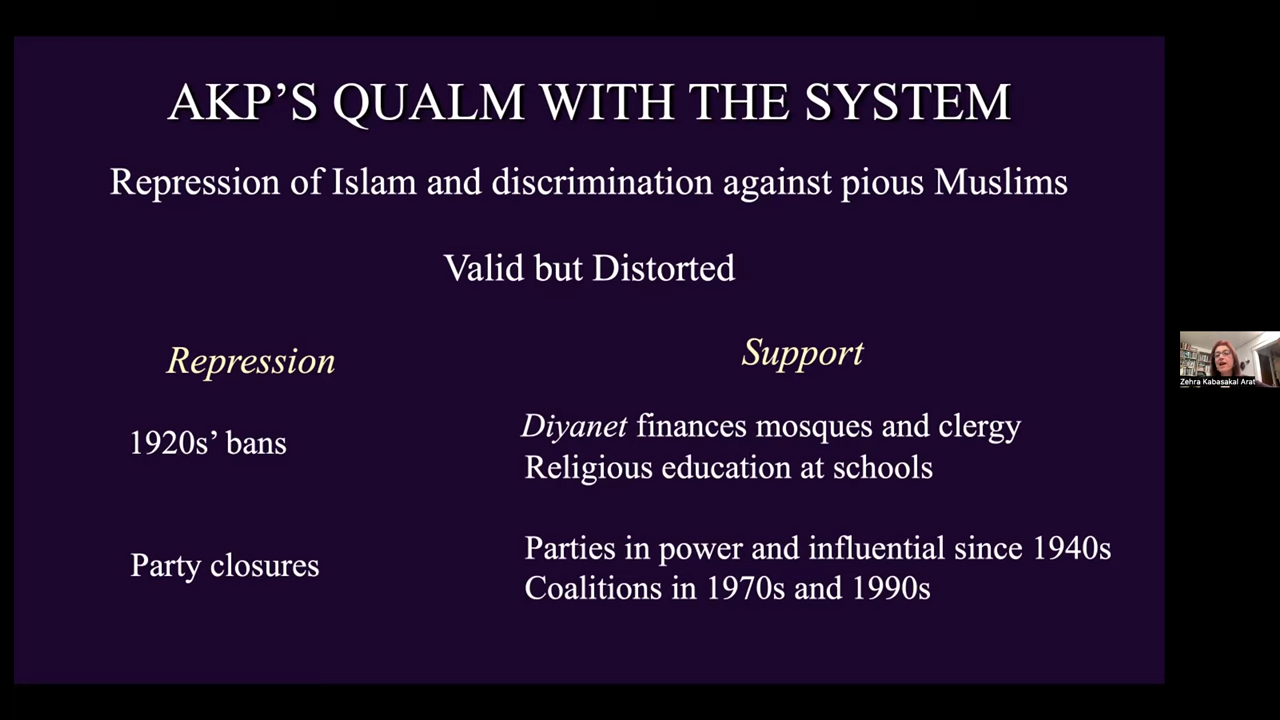 AKP’S QUALM WITH THE SYSTEM
Repression of Islam and discrimination against pious Muslims
Valid but Distorted
Repression
Support
1920s’ bans
Diyanet finances mosques and clergy
Religious education at schools
Party closures
Parties in power and influential since 1940s
Coalitions in 1970s and 1990s
Zehra Kabasakal Arat